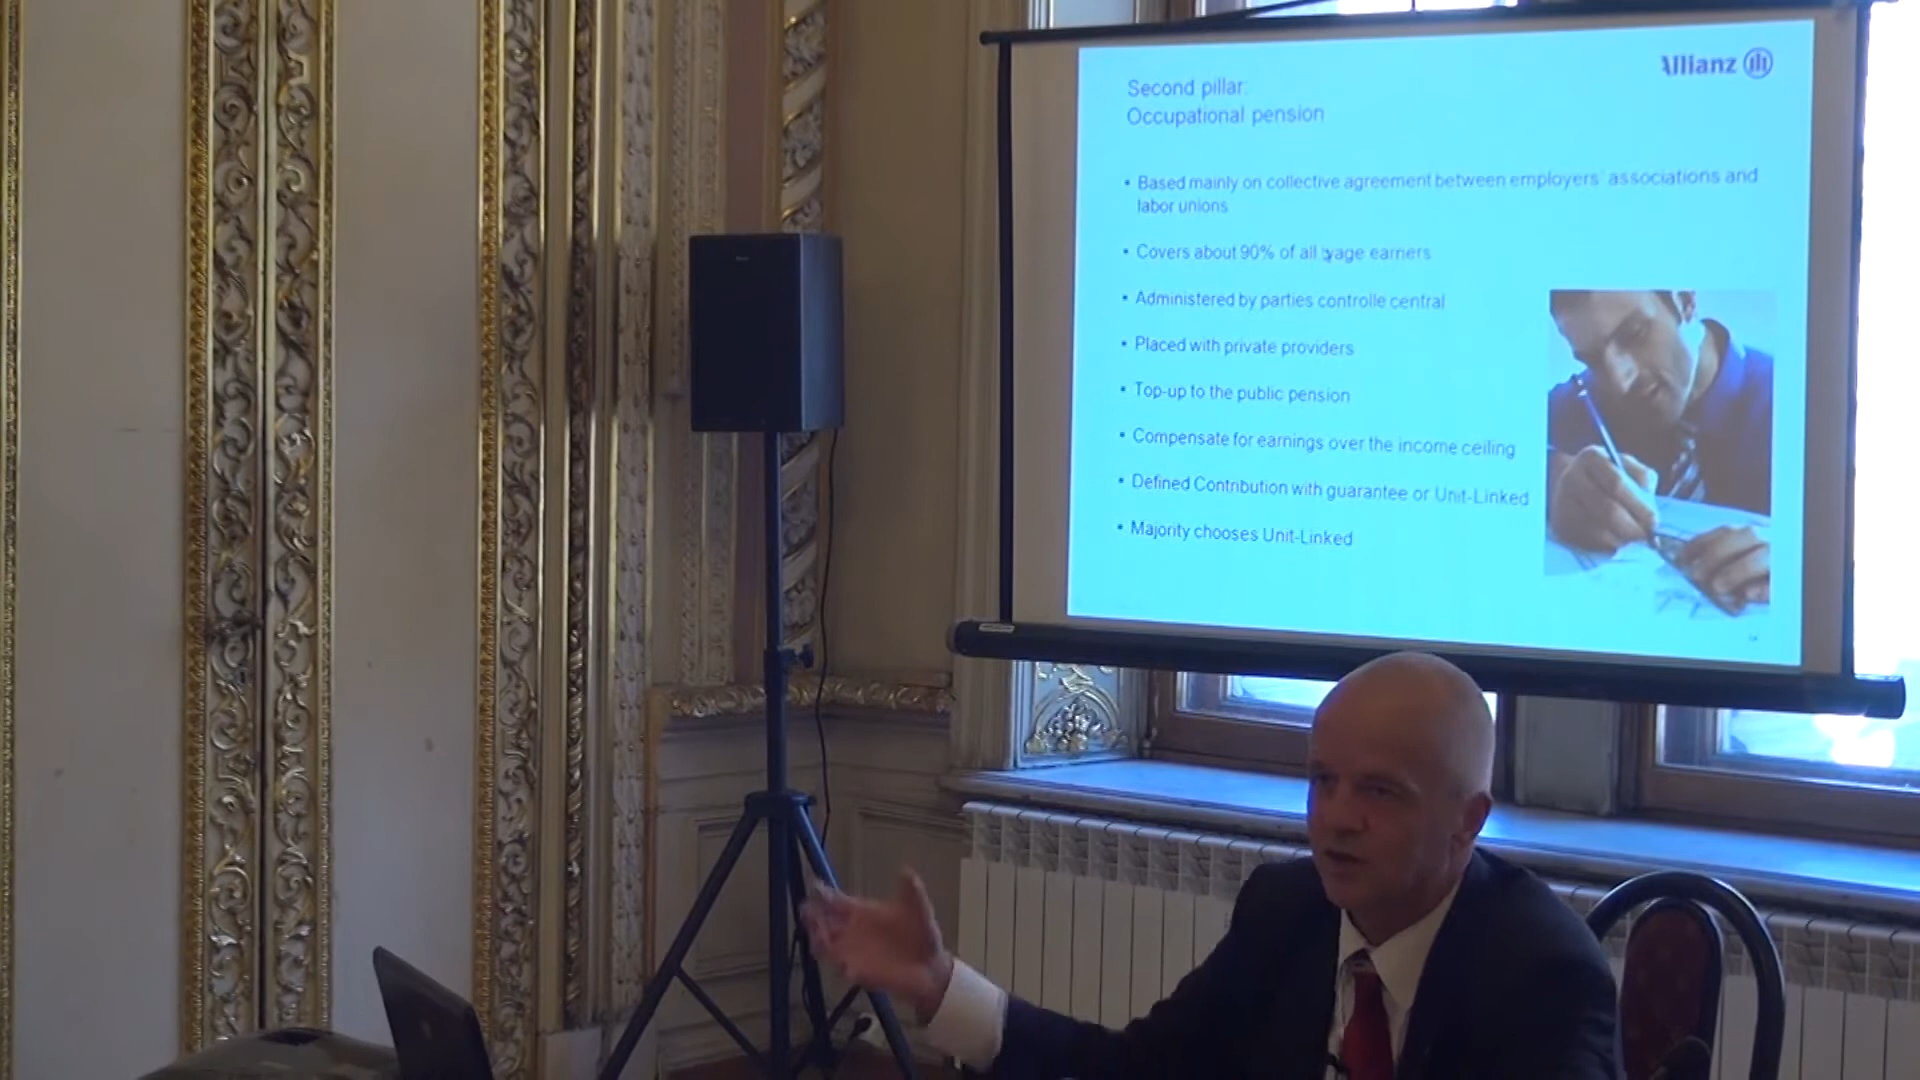 Allianz
Second pillar:
Occupational pension
• Based mainly on collective agreement between employers' associations and
labor unions
• Covers about 90% of all wage earners
• Administered by parties controlle central
• Placed with private providers
• Top-up to the public pension
• Compensate for earnings over the income ceiling
• Defined Contribution with guarantee or Unit-Linked
• Majority chooses Unit-Linked